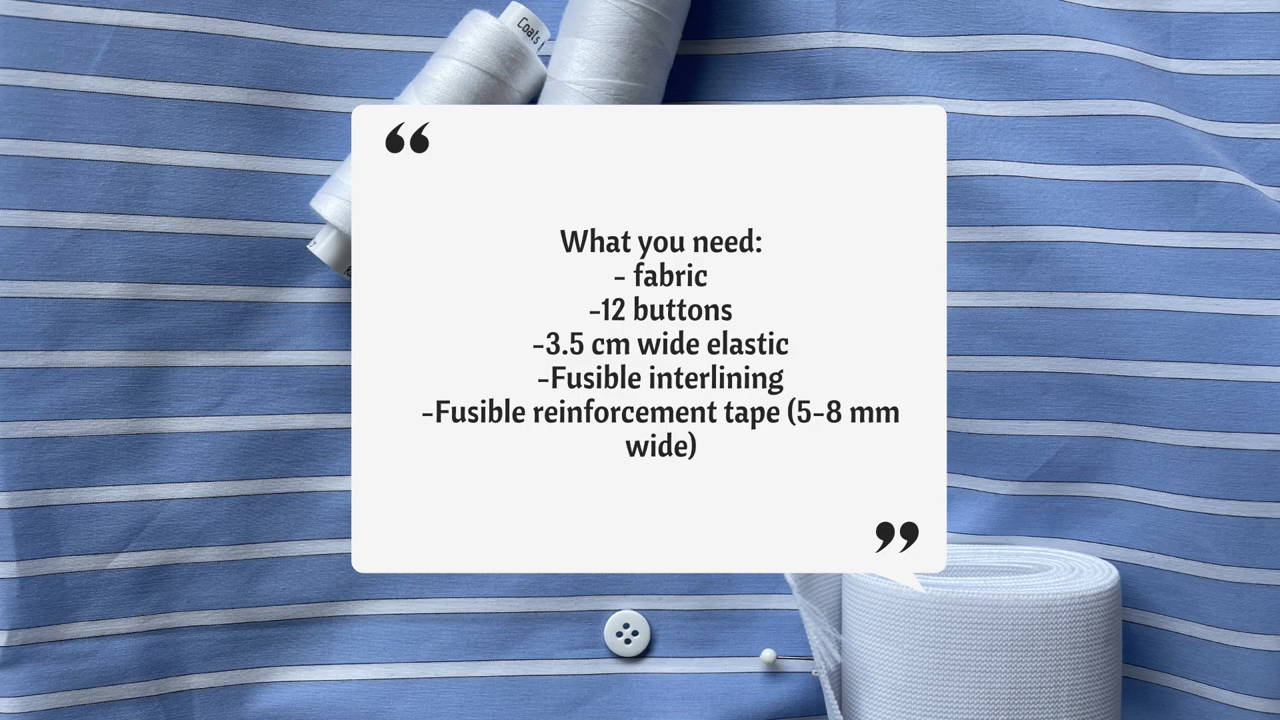 Coats
“
What you need:
- fabric
-12 buttons
-3.5 cm wide elastic
-Fusible interlining
-Fusible reinforcement tape (5-8 mm
wide)
”